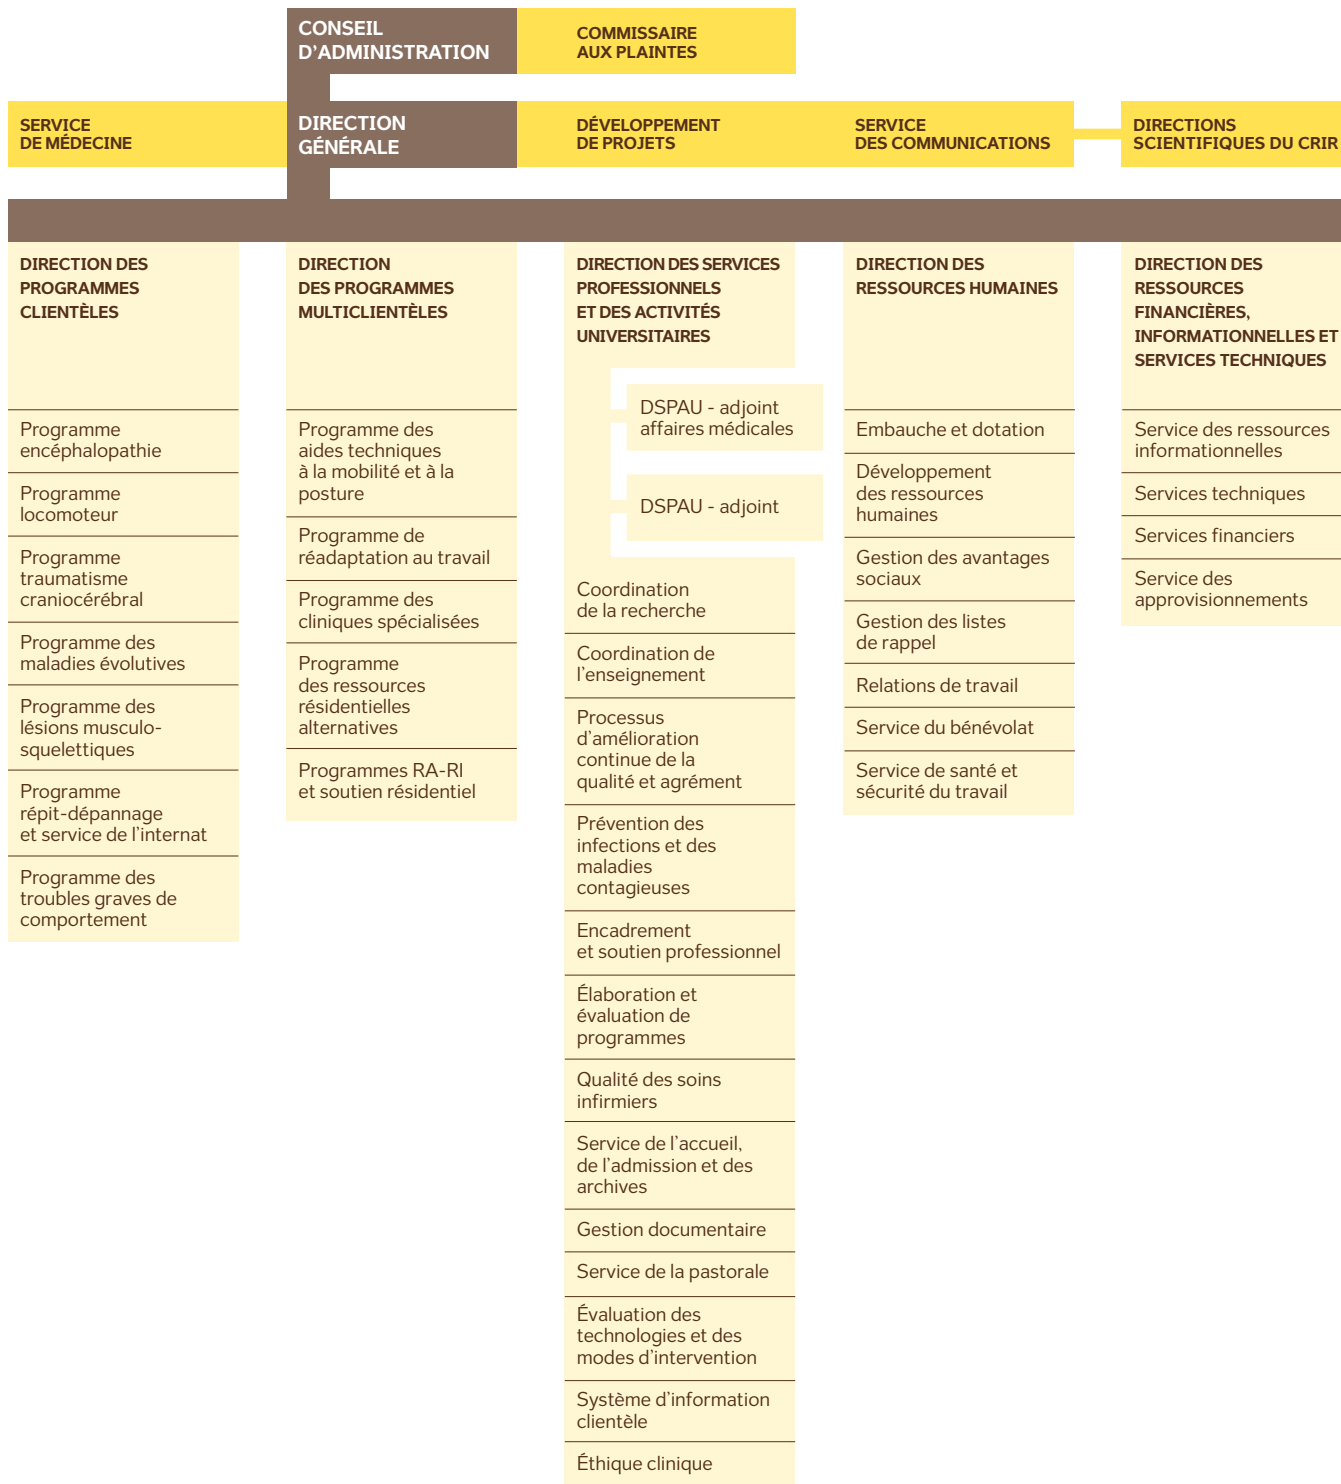 CONSEIL
D'ADMINISTRATION
COMMISSAIRE
AUX PLAINTES
SERVICE
DE MÉDECINE
DIRECTION
GÉNÉRALE
DÉVELOPPEMENT
DE PROJETS
SERVICE
DES COMMUNICATIONS
DIRECTIONS
SCIENTIFIQUES DU CRIR
DIRECTION DES
PROGRAMMES
CLIENTÈLES
Programme
encéphalopathie
Programme
locomoteur
Programme
traumatisme
craniocérébral
Programme des
maladies évolutives
Programme des
lésions musculo-
squelettiques
Programme
répit-dépannage
et service de l'internat
Programme des
troubles graves de
comportement
DIRECTION
DES PROGRAMMES
MULTICLIENTÈLES
Programme des
aides techniques
à la mobilité et à la
posture
Programme de
réadaptation au travail
Programme des
cliniques spécialisées
Programme
des ressources
résidentielles
alternatives
Programmes RA-RI
et soutien résidentiel
DIRECTION DES SERVICES
PROFESSIONNELS
ET DES ACTIVITÉS
UNIVERSITAIRES
DSPAU - adjoint
affaires médicales
DSPAU - adjoint
Coordination
de la recherche
Coordination de
l'enseignement
Processus
d'amélioration
continue de la
qualité et agrément
Prévention des
infections et des
maladies
contagieuses
Encadrement
et soutien professionnel
Élaboration et
évaluation de
programmes
Qualité des soins
infirmiers
Service de l'accueil,
de l'admission et des
archives
Gestion documentaire
Service de la pastorale
Évaluation des
technologies et des
modes d'intervention
Système d'information
clientèle
Éthique clinique
DIRECTION DES
RESSOURCES HUMAINES
Embauche et dotation
Développement
des ressources
humaines
Gestion des avantages
sociaux
Gestion des listes
de rappel
Relations de travail
Service du bénévolat
Service de santé et
sécurité du travail
DIRECTION DES
RESSOURCES
FINANCIÈRES,
INFORMATIONNELLES ET
SERVICES TECHNIQUES
Service des ressources
informationnelles
Services techniques
Services financiers
Service des
approvisionnements